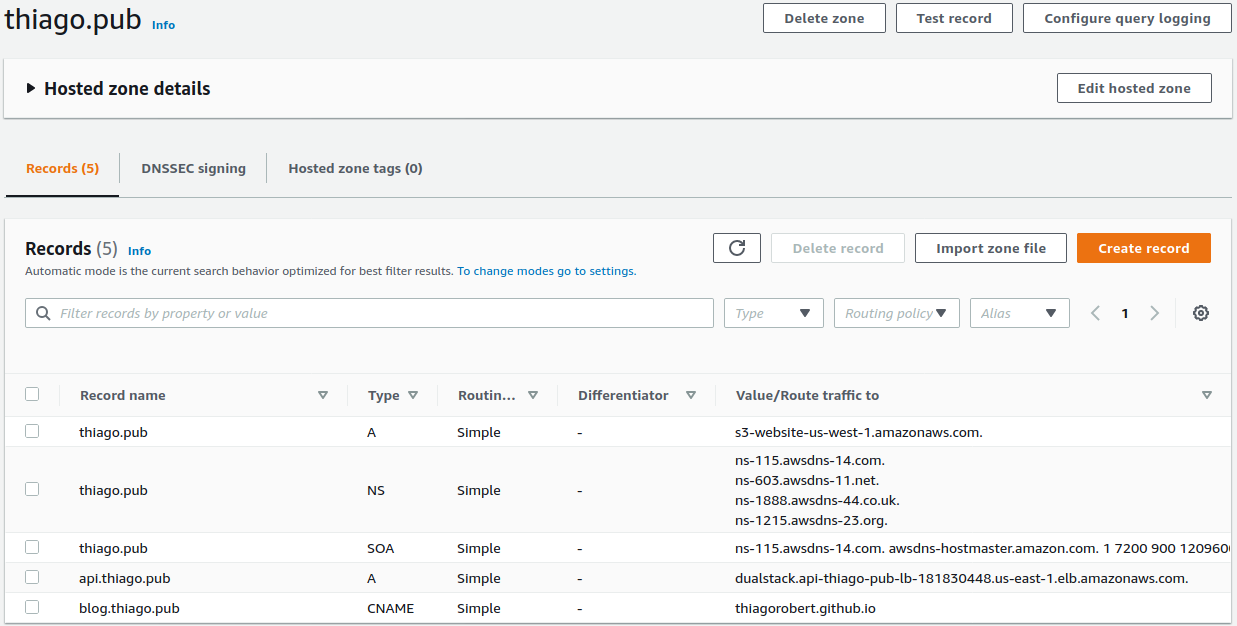 thiago.pub Info
Delete zone Test record Configure query logging
Hosted zone details
Edit hosted zone
Records (5) DNSSEC signing Hosted zone tags (0)
Records (5) Info
Delete record Import zone file Create record
Automatic mode is the current search behavior optimized for best filter results. To change modes go to settings.
Filter records by property or value Type Routing policy Alias 1
Record name Type Routin... Differentiator Value/Route traffic to
thiago.pub A Simple - s3-website-us-west-1.amazonaws.com.
thiago.pub NS Simple - ns-115.awsdns-14.com.
ns-603.awsdns-11.net.
ns-1888.awsdns-44.co.uk.
ns-1215.awsdns-23.org.
thiago.pub SOA Simple - ns-115.awsdns-14.com. awsdns-hostmaster.amazon.com. 1 7200 900 120960
api.thiago.pub A Simple - dualstack.api-thiago-pub-lb-181830448.us-east-1.elb.amazonaws.com.
blog.thiago.pub CNAME Simple - thiagorobert.github.io